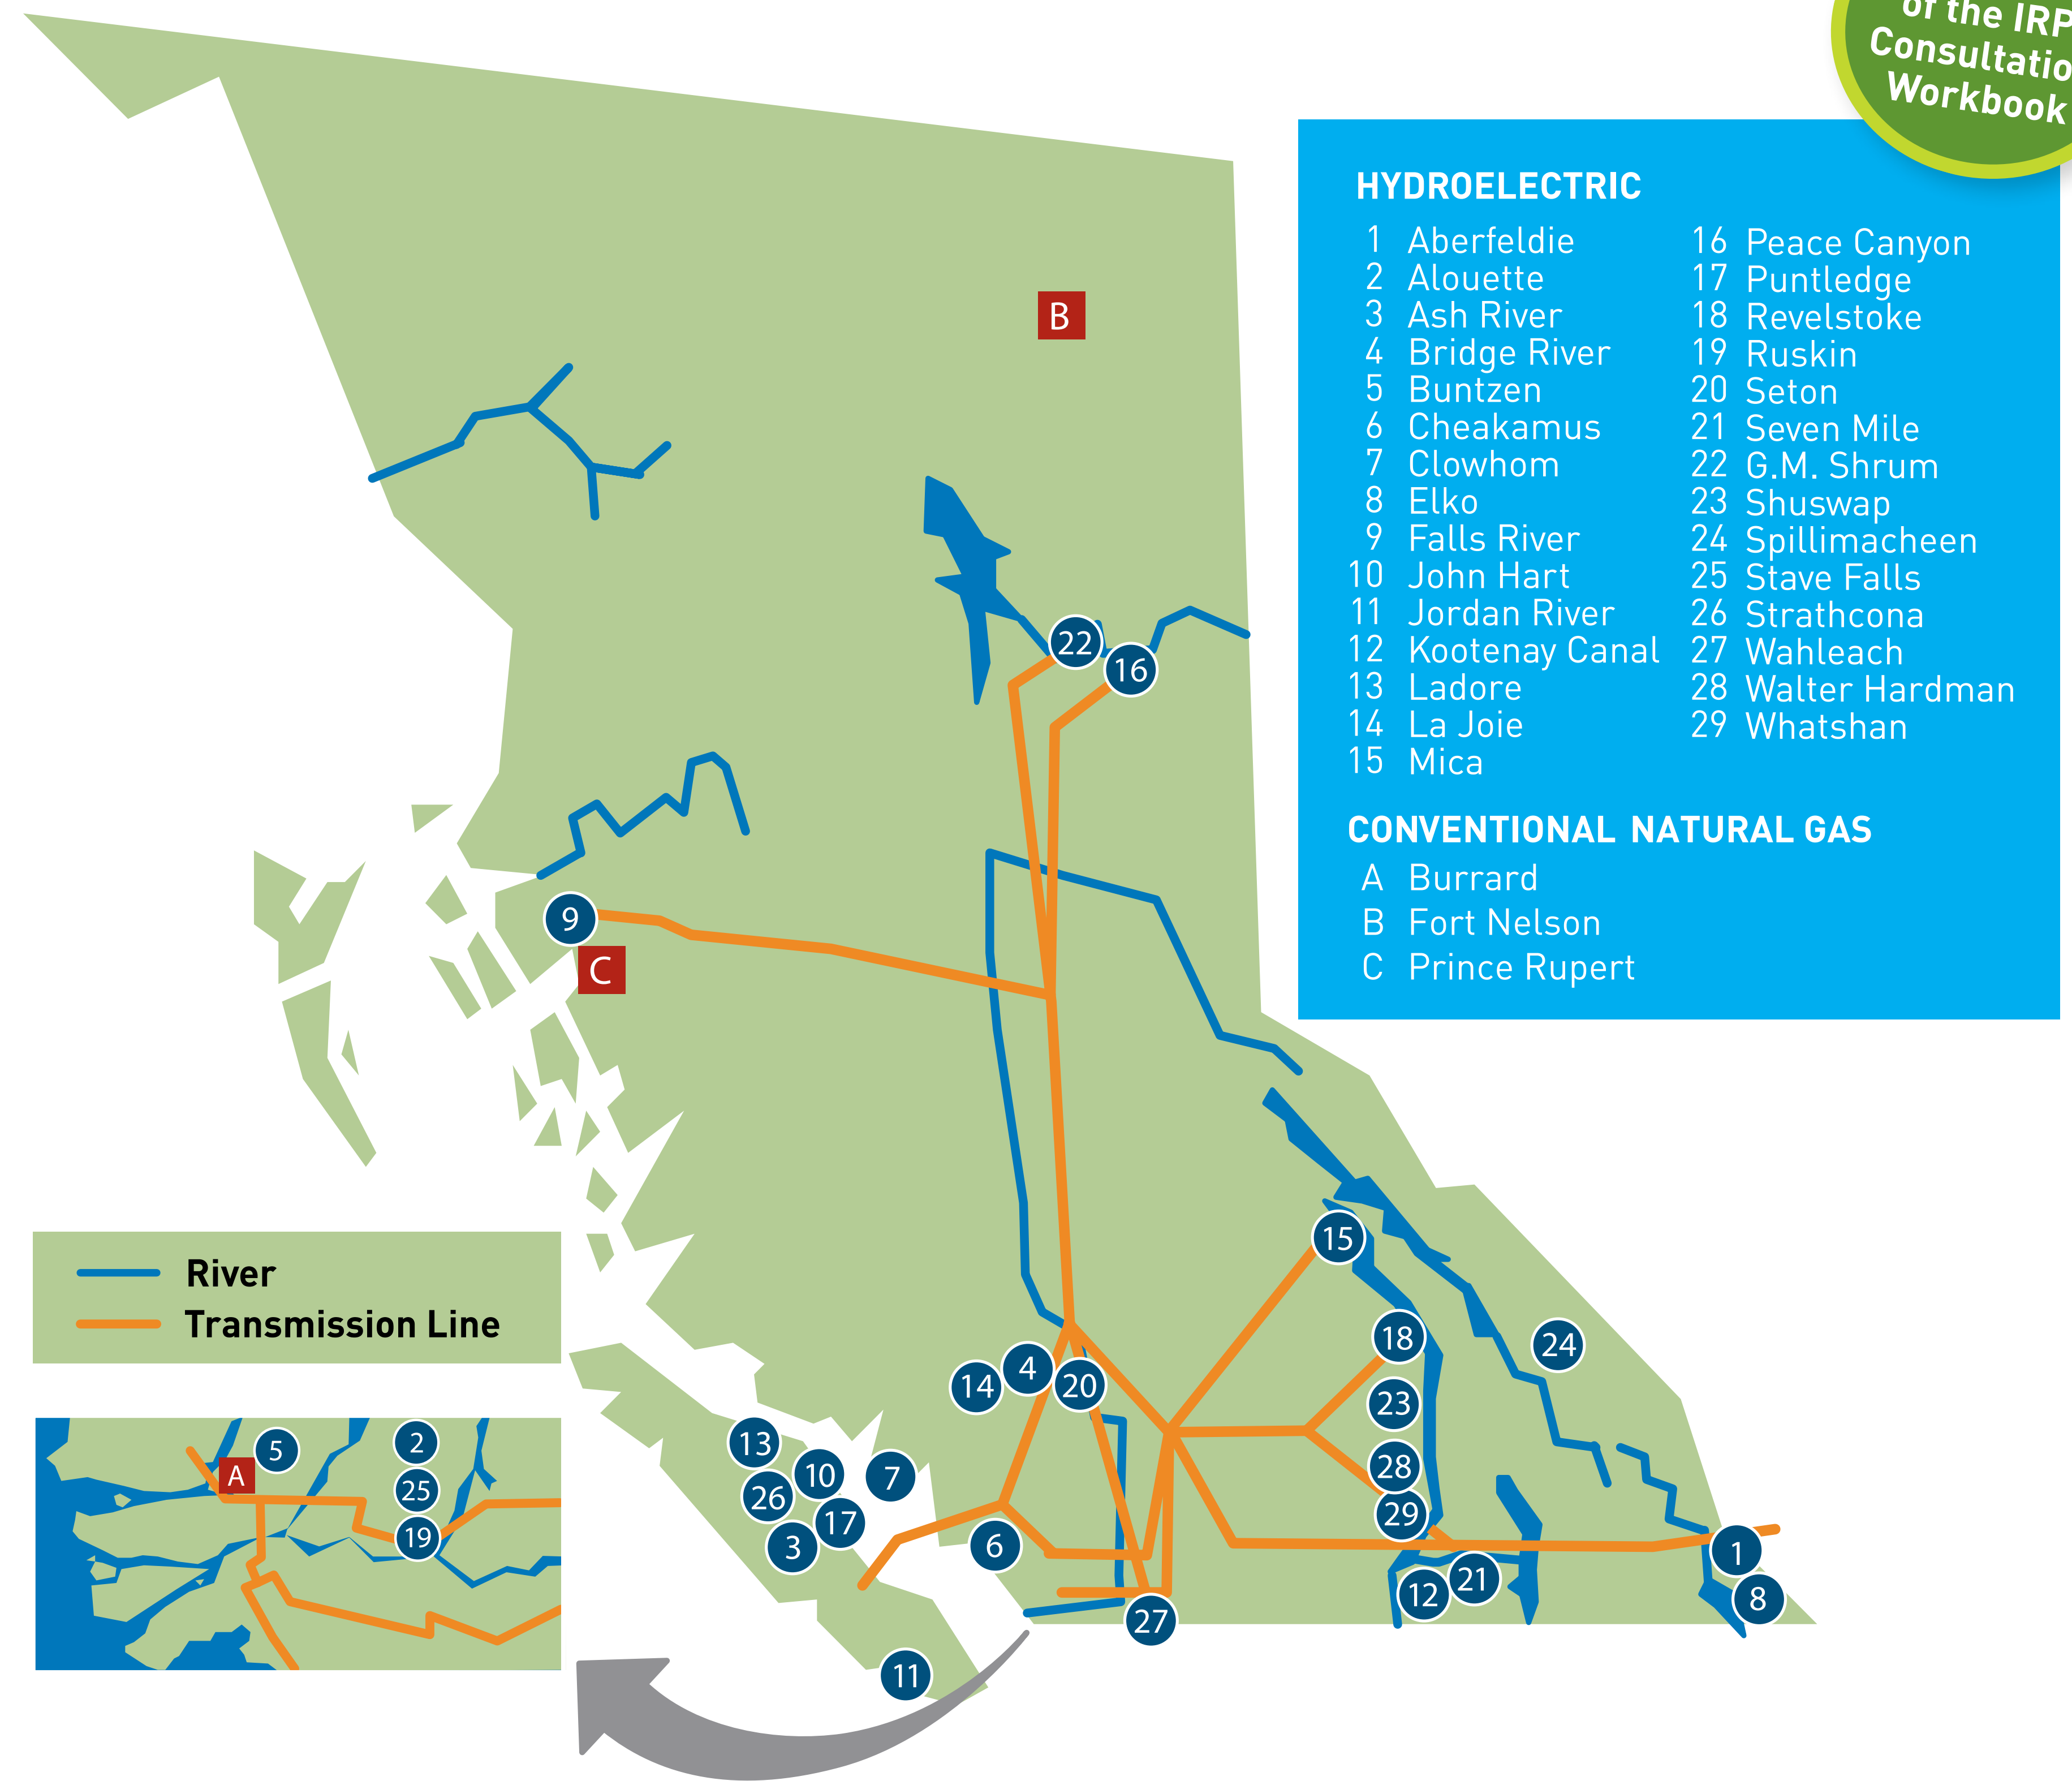 of the IRP
Consultatio
Workbook
HYDROELECTRIC
1 Aberfeldie
2 Alouette
3 Ash River
4 Bridge River
5 Buntzen
6 Cheakamus
7 Clowhom
8 Elko
9 Falls River
10 John Hart
11 Jordan River
12 Kootenay Canal
13 Ladore
14 La Joie
15 Mica
16 Peace Canyon
17 Puntledge
18 Revelstoke
19 Ruskin
20 Seton
21 Seven Mile
22 G.M. Shrum
23 Shuswap
24 Spillimacheen
25 Stave Falls
26 Strathcona
27 Wahleach
28 Walter Hardman
29 Whatshan
CONVENTIONAL NATURAL GAS
A Burrard
B Fort Nelson
C Prince Rupert
B
22
16
9
C
15
18
24
4
14
20
23
13
10
7
28
26
29
17
3
6
1
21
12
8
27
11
River
Transmission Line
5
2
A
25
19